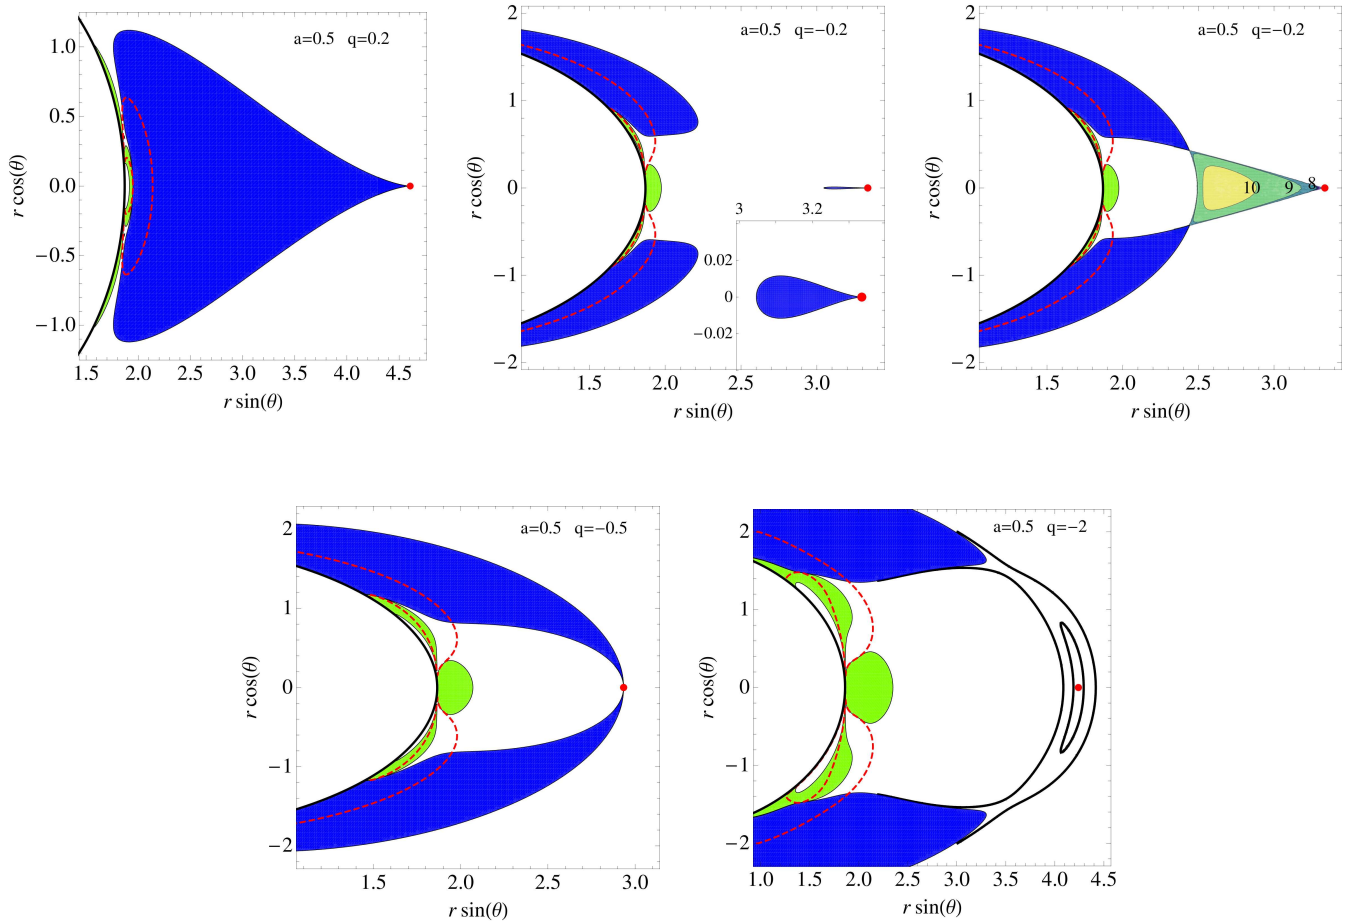 a=0.5 q=0.2
1.0
0.5
0.0
−0.5
−1.0
r cos(θ)
1.5 2.0 2.5 3.0 3.5 4.0 4.5
r sin(θ)
a=0.5 q=−0.2
2
1
0
−1
−2
r cos(θ)
3 3.2
0.02
0
−0.02
1.5 2.0 2.5 3.0
r sin(θ)
a=0.5 q=−0.2
2
1
0
−1
−2
r cos(θ)
10 9 8
1.5 2.0 2.5 3.0
r sin(θ)
a=0.5 q=−0.5
2
1
0
−1
−2
r cos(θ)
1.5 2.0 2.5 3.0
r sin(θ)
a=0.5 q=−2
2
1
0
−1
−2
r cos(θ)
1.0 1.5 2.0 2.5 3.0 3.5 4.0 4.5
r sin(θ)